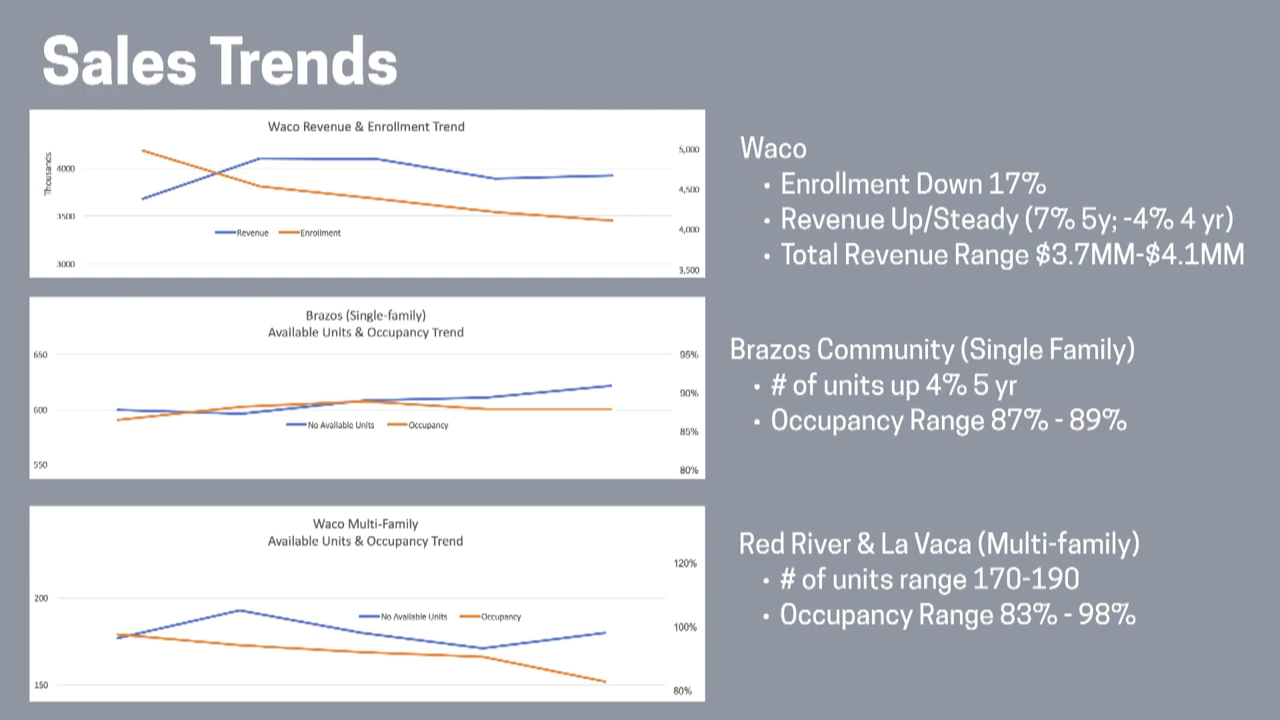 Sales Trends
Waco Revenue & Enrollment Trend
Thousands
4000
3500
3000
5,000
4,500
4,000
3,500
Revenue
Enrollment
Waco
• Enrollment Down 17%
• Revenue Up/Steady (7% 5y; -4% 4 yr)
• Total Revenue Range $3.7MM-$4.1MM
Brazos (Single-family)
Available Units & Occupancy Trend
650
600
550
95%
90%
85%
80%
No Available Units
Occupancy
Brazos Community (Single Family)
• # of units up 4% 5 yr
• Occupancy Range 87% - 89%
Waco Multi-Family
Available Units & Occupancy Trend
200
150
120%
100%
80%
No Available Units
Occupancy
Red River & La Vaca (Multi-family)
• # of units range 170-190
• Occupancy Range 83% - 98%